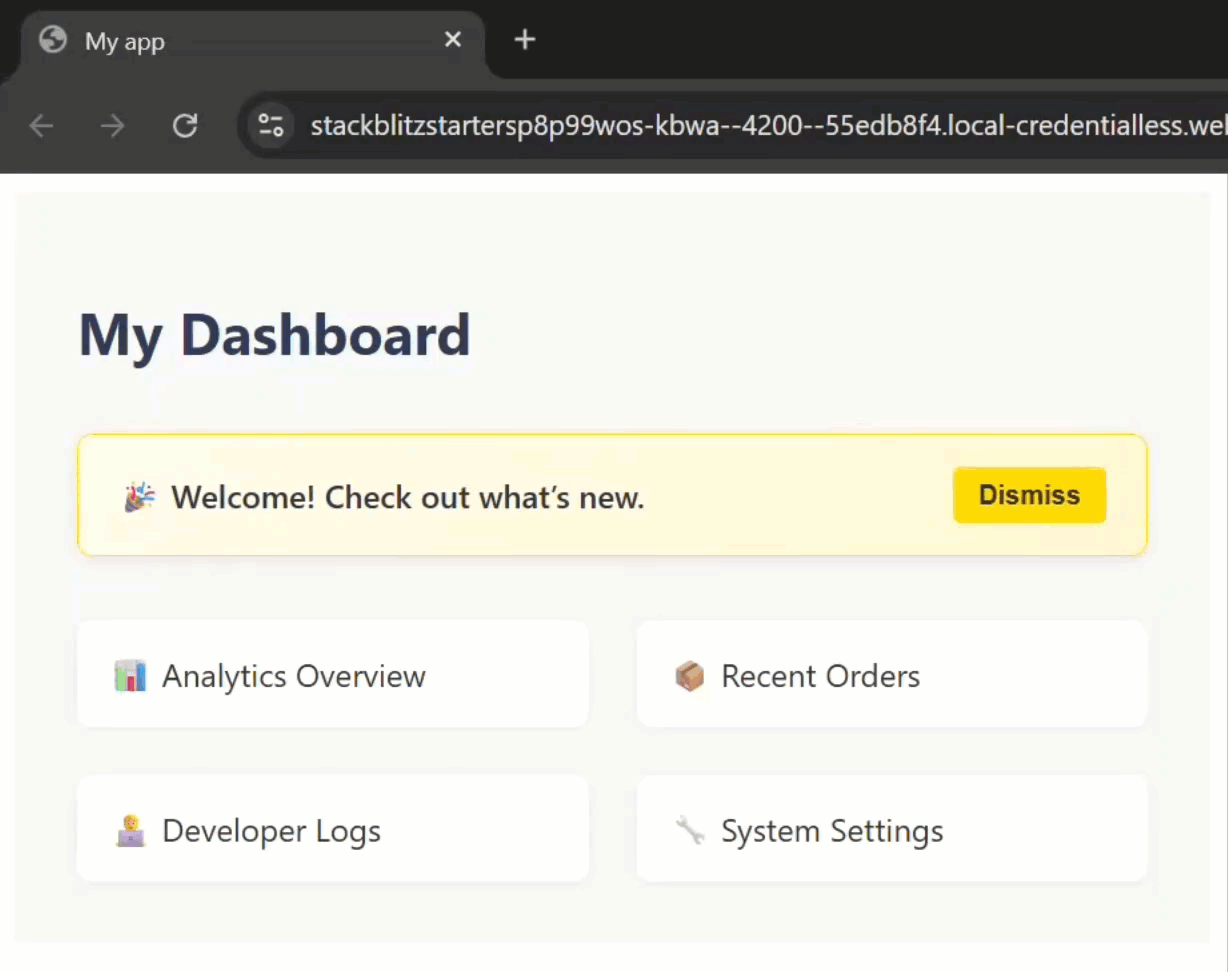 My app
stackblitzstartersp8p99wos-kbwa--4200--55edb8f4.local-credentialless.wel
My Dashboard
🎉 Welcome! Check out what’s new.
Dismiss
📊 Analytics Overview
📦 Recent Orders
🧑‍💻 Developer Logs
🔧 System Settings